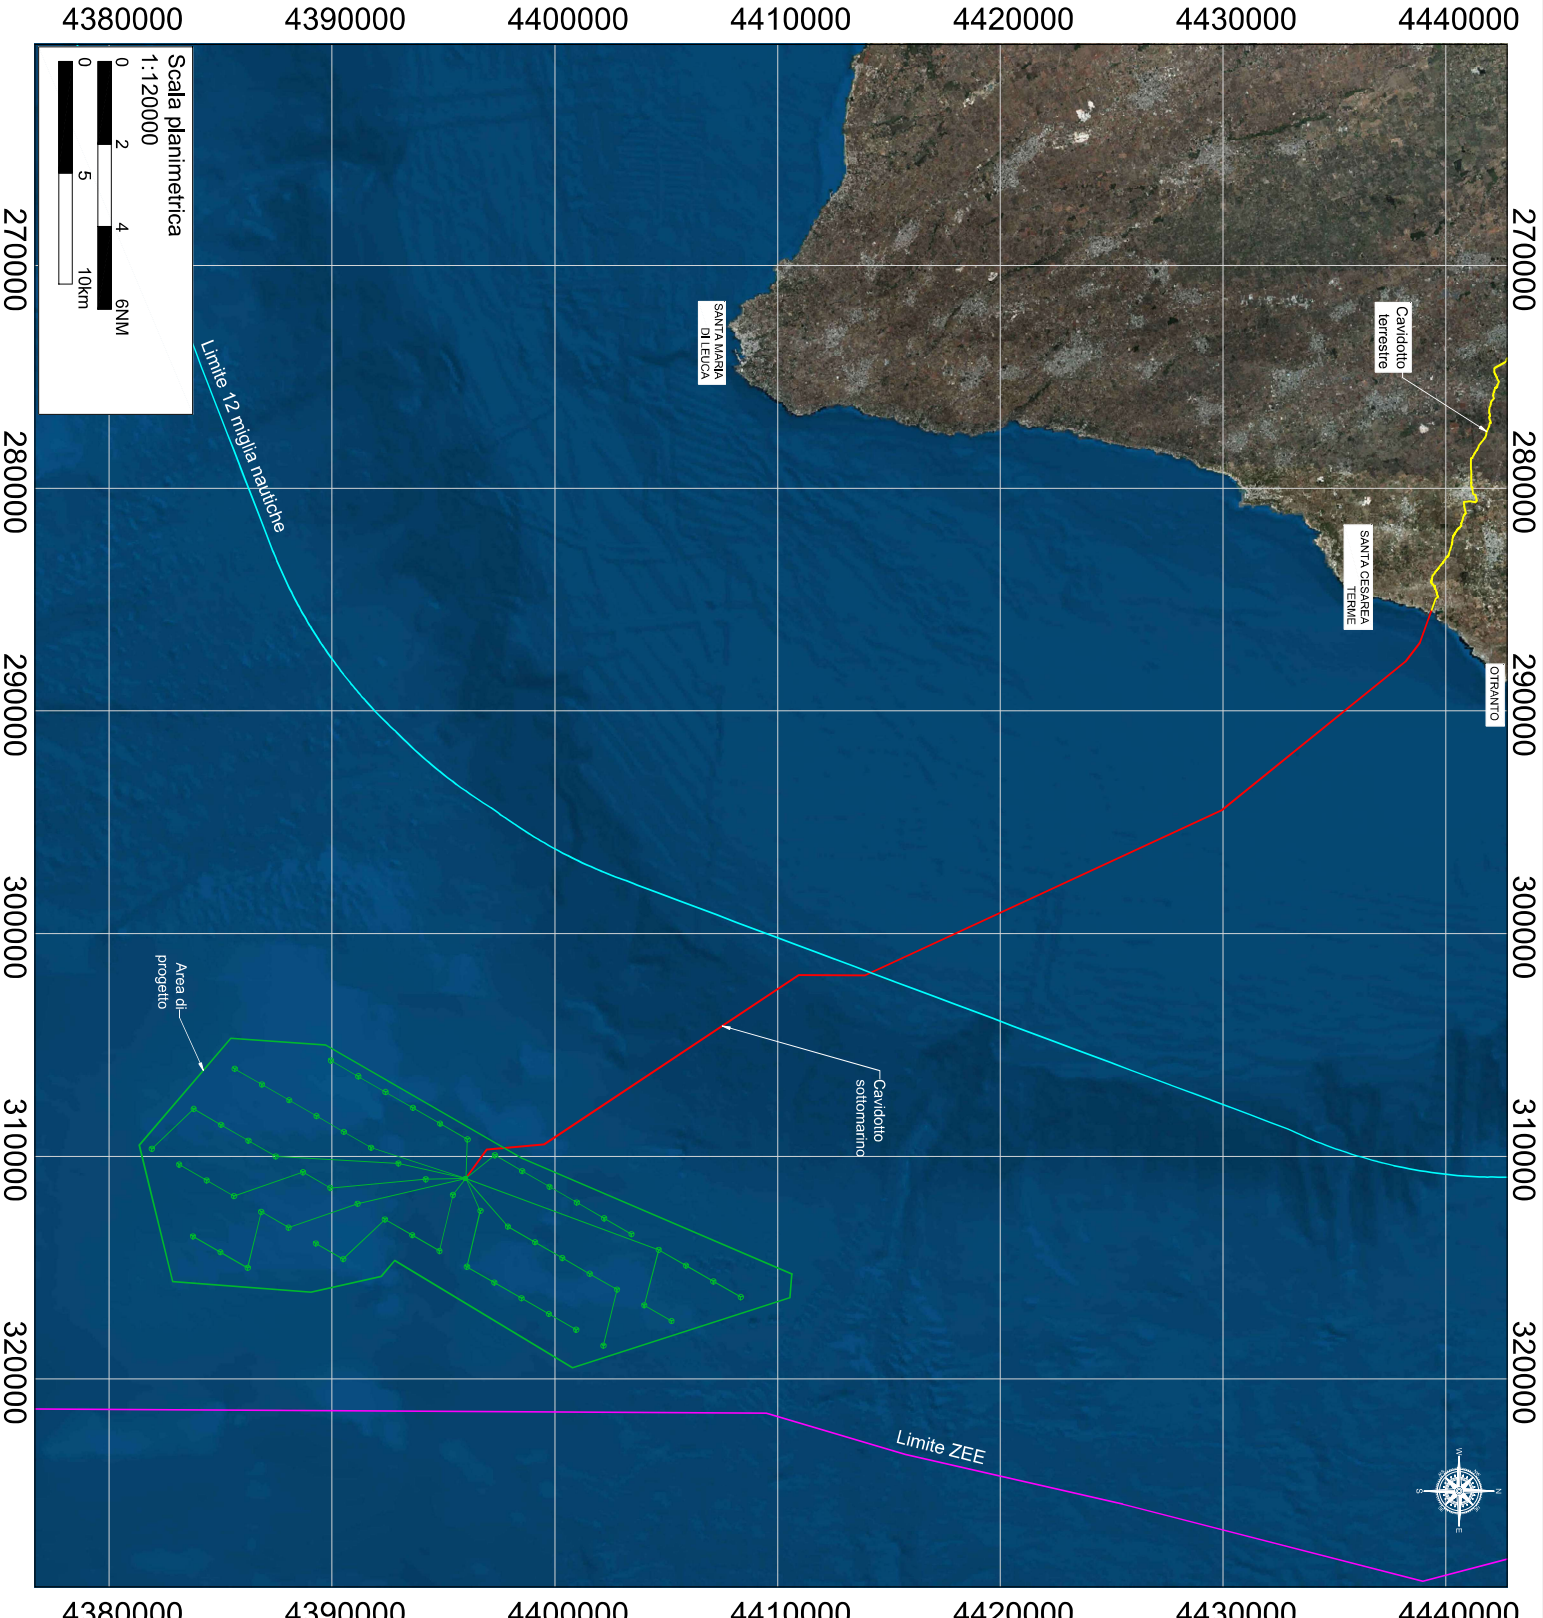 4380000
4390000
4400000
4410000
4420000
4430000
4440000
Scala planimetrica
1:120000
0
2
4
6NM
0
5
10km
270000
280000
290000
300000
310000
320000
270000
280000
290000
300000
310000
320000
Cavidotto
terrestre
SANTA MARIA
DI LEUCA
SANTA CESAREA
TERME
OTRANTO
Limite 12 miglia nautiche
Area di
progetto
Cavidotto
sottomarino
Limite ZEE
N
W
E
S
4380000
4390000
4400000
4410000
4420000
4430000
4440000